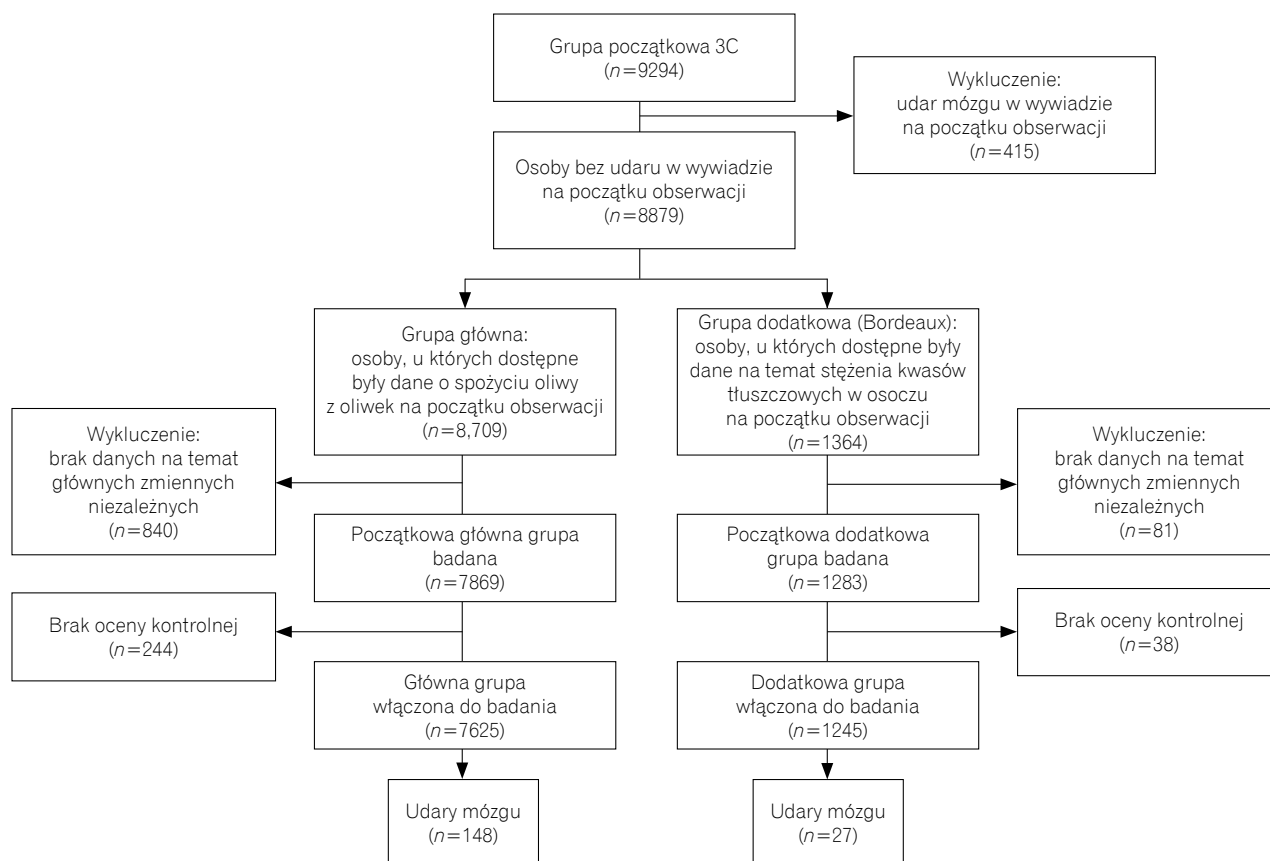 Grupa początkowa 3C
(n=9294)
Wykluczenie:
udar mózgu w wywiadzie
na początku obserwacji
(n=415)
Osoby bez udaru w wywiadzie
na początku obserwacji
(n=8879)
Grupa główna:
osoby, u których dostępne
były dane o spożyciu oliwy
z oliwek na początku obserwacji
(n=8,709)
Grupa dodatkowa (Bordeaux):
osoby, u których dostępne były
dane na temat stężenia kwasów
tłuszczowych w osoczu
na początku obserwacji
(n=1364)
Wykluczenie:
brak danych na temat
głównych zmiennych
niezależnych
(n=840)
Wykluczenie:
brak danych na temat
głównych zmiennych
niezależnych
(n=81)
Początkowa główna grupa
badana
(n=7869)
Początkowa dodatkowa
grupa badana
(n=1283)
Brak oceny kontrolnej
(n=244)
Brak oceny kontrolnej
(n=38)
Główna grupa
włączona do badania
(n=7625)
Dodatkowa grupa
włączona do badania
(n=1245)
Udary mózgu
(n=148)
Udary mózgu
(n=27)